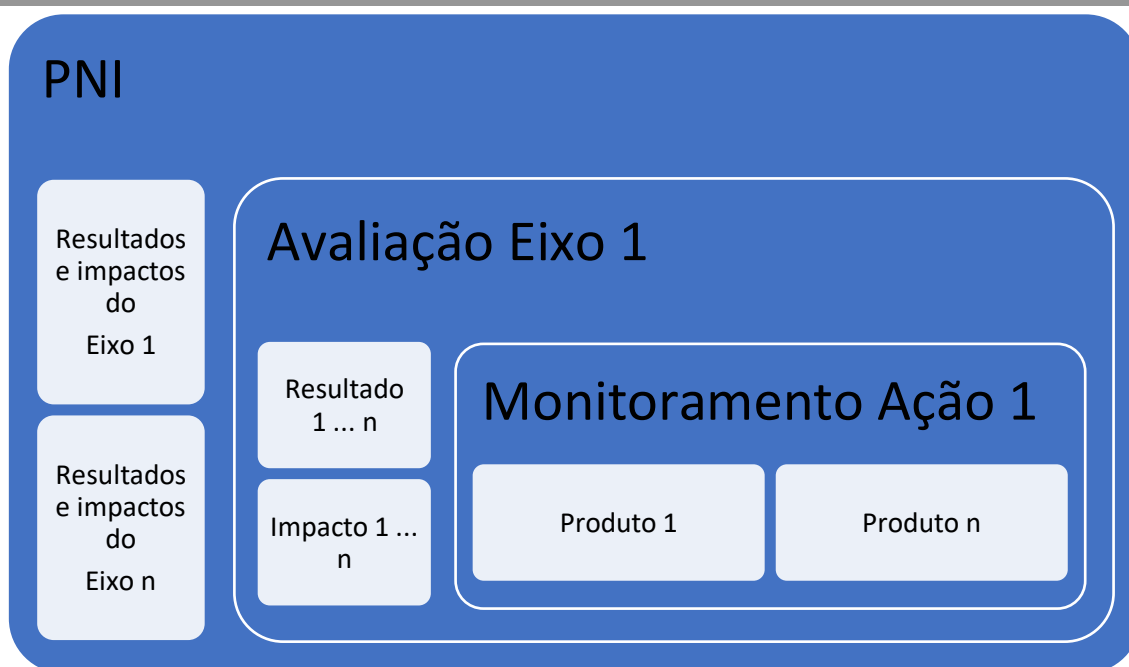 PNI
Resultados
e impactos
do
Eixo 1
Resultados
e impactos
do
Eixo n
Avaliação Eixo 1
Resultado
1 ... n
Impacto 1 ...
n
Monitoramento Ação 1
Produto 1
Produto n